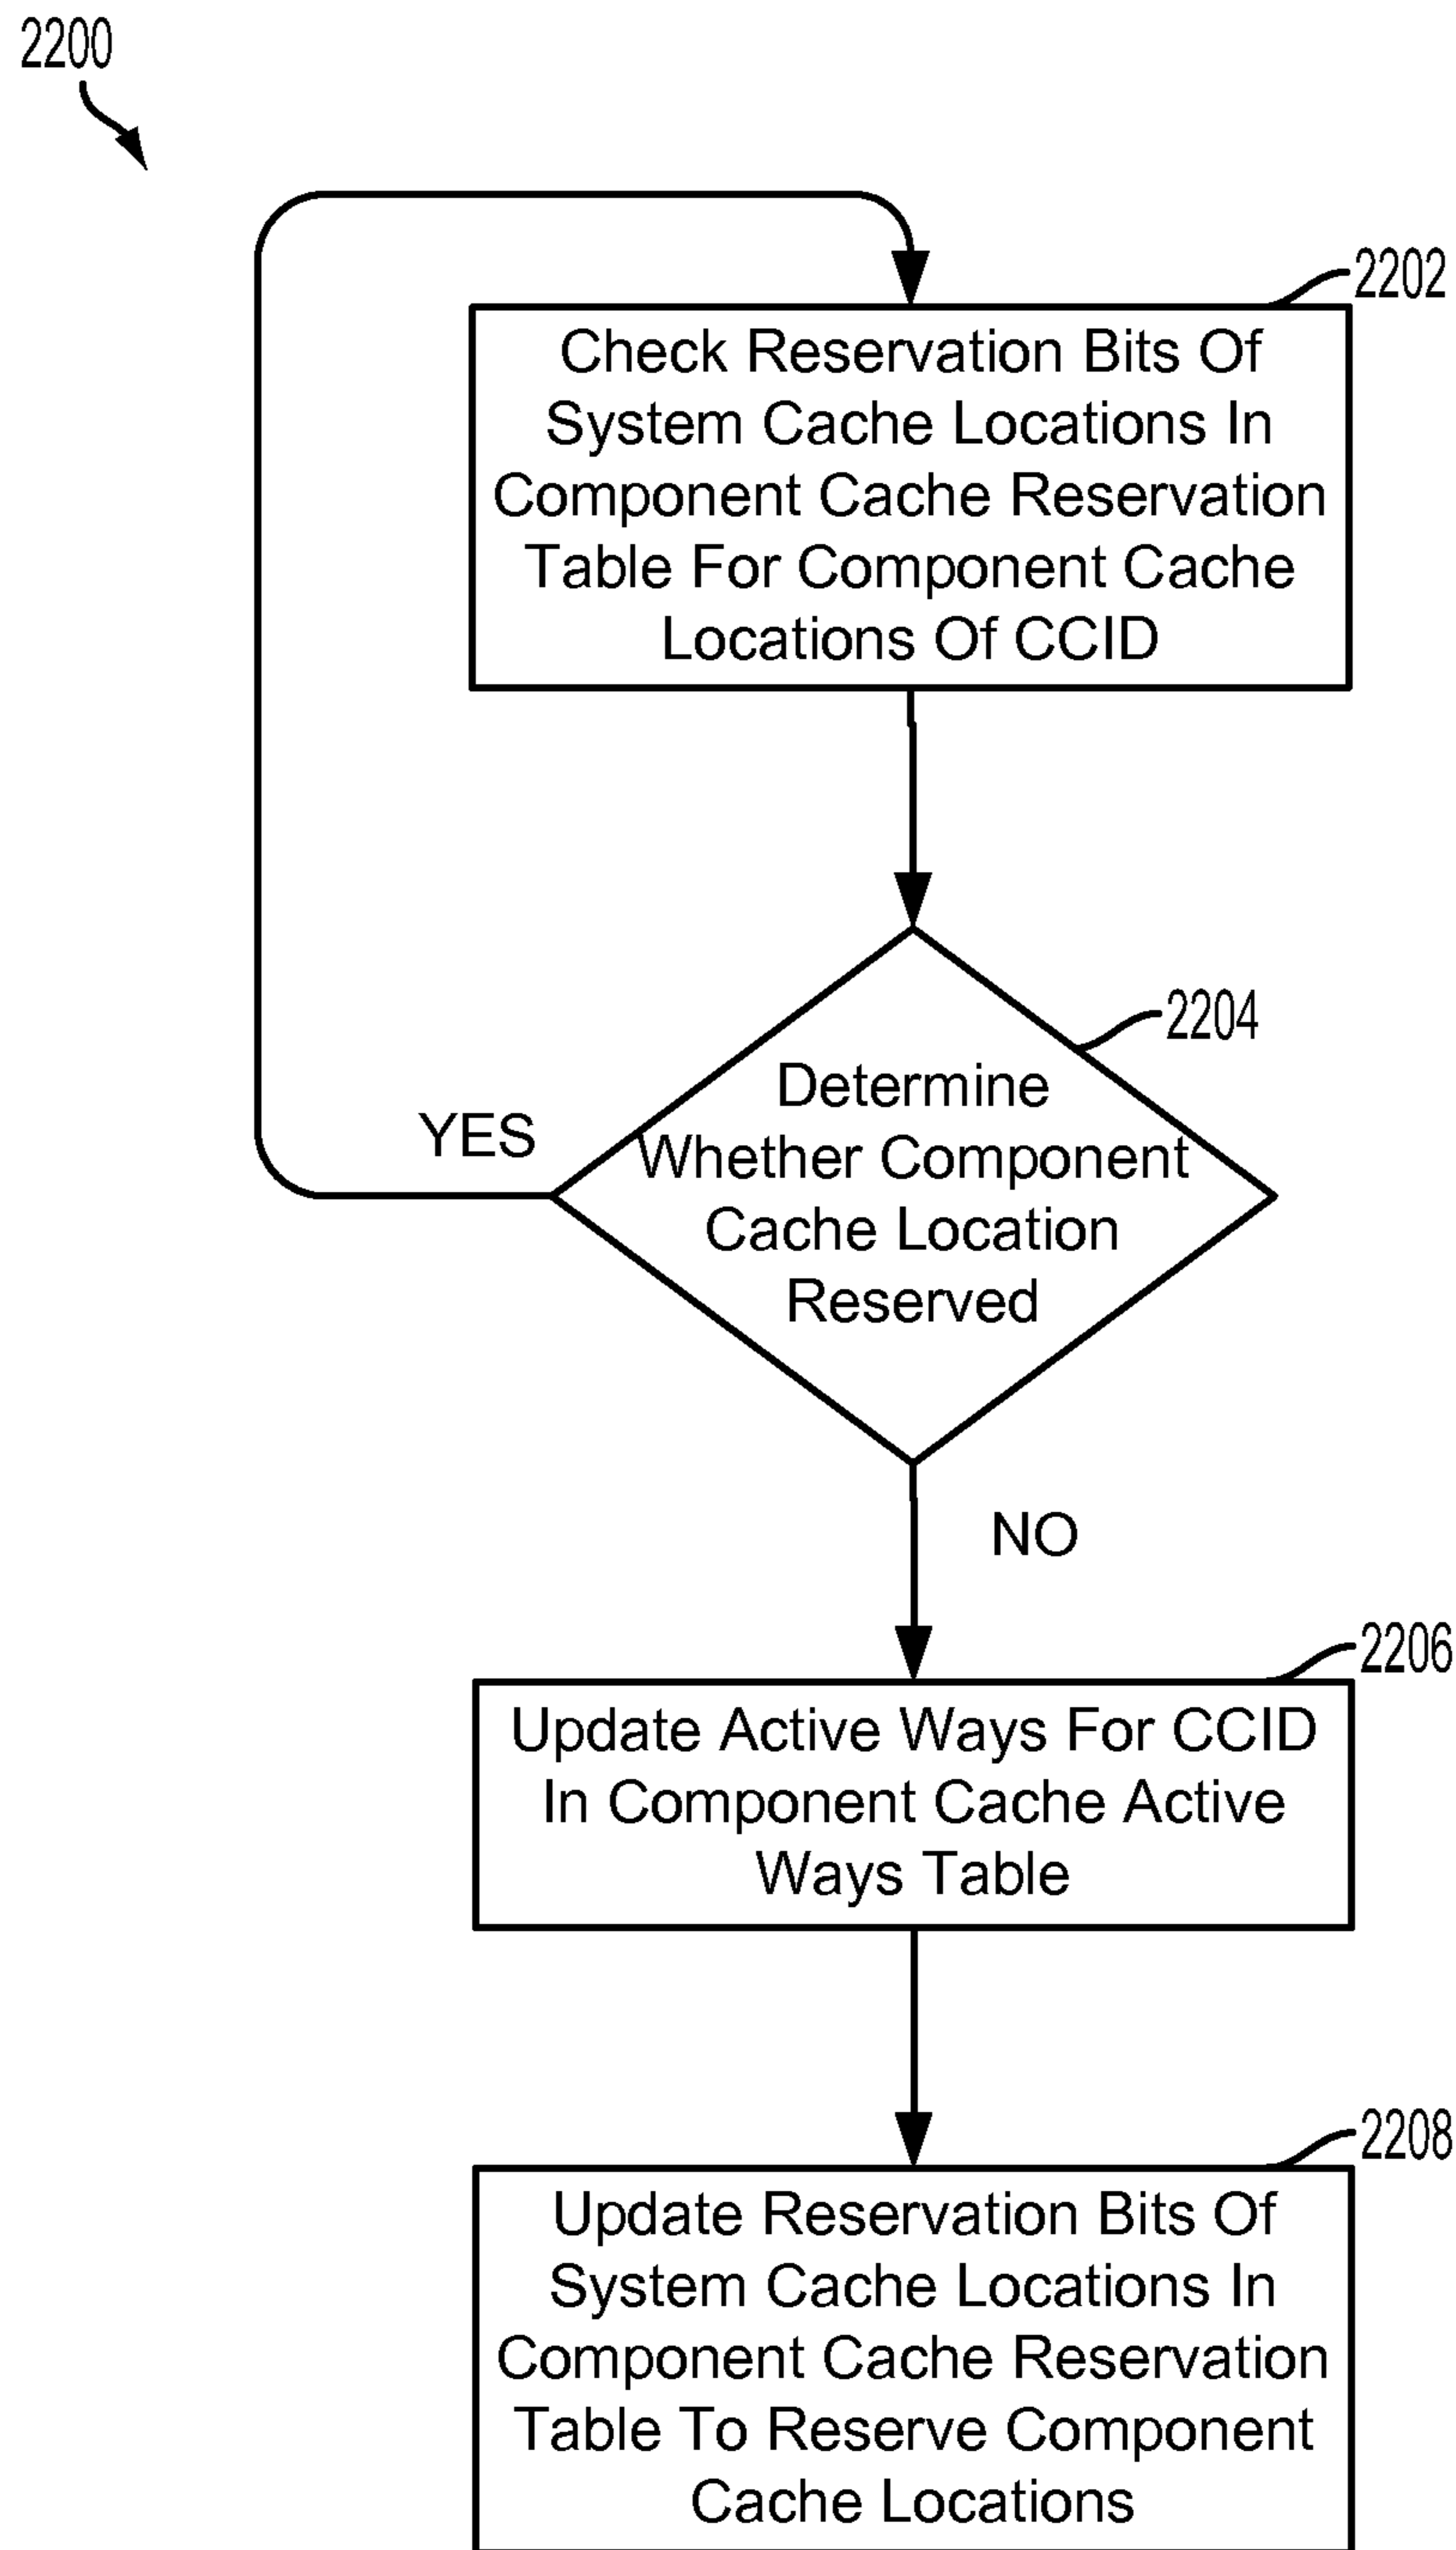 2200
2202
Check Reservation Bits Of
System Cache Locations In
Component Cache Reservation
Table For Component Cache
Locations Of CCID
2204
Determine
Whether Component
Cache Location
Reserved
YES
NO
2206
Update Active Ways For CCID
In Component Cache Active
Ways Table
2208
Update Reservation Bits Of
System Cache Locations In
Component Cache Reservation
Table To Reserve Component
Cache Locations